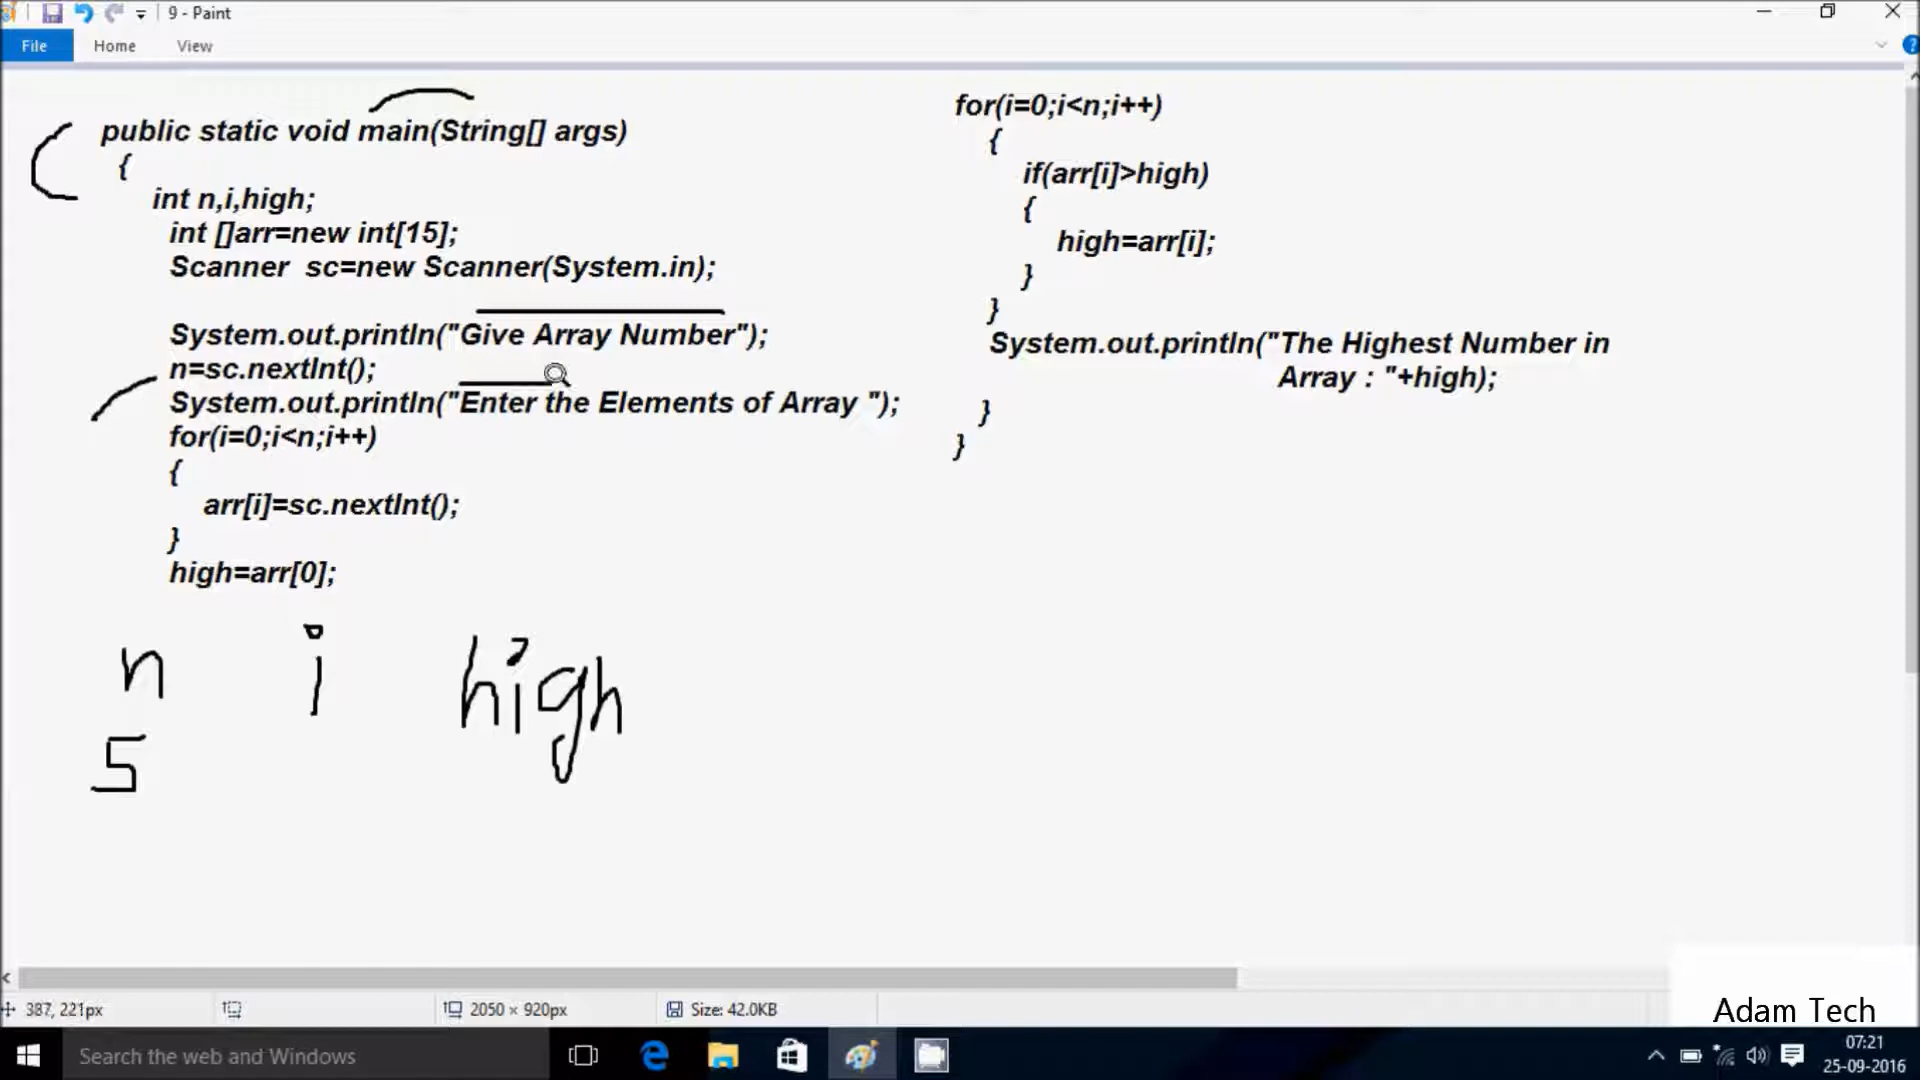 9 - Paint
File Home View
public static void main(String[] args)
{
int n,i,high;
int []arr=new int[15];
Scanner sc=new Scanner(System.in);
System.out.println("Give Array Number");
n=sc.nextInt();
System.out.println("Enter the Elements of Array ");
for(i=0;i<n;i++)
{
arr[i]=sc.nextInt();
}
high=arr[0];
n i high
5
for(i=0;i<n;i++)
{
if(arr[i]>high)
{
high=arr[i];
}
}
System.out.println("The Highest Number in
Array : "+high);
}
}
387, 221px 2050 × 920px Size: 42.0KB
Adam Tech
Search the web and Windows
07:21
25-09-2016